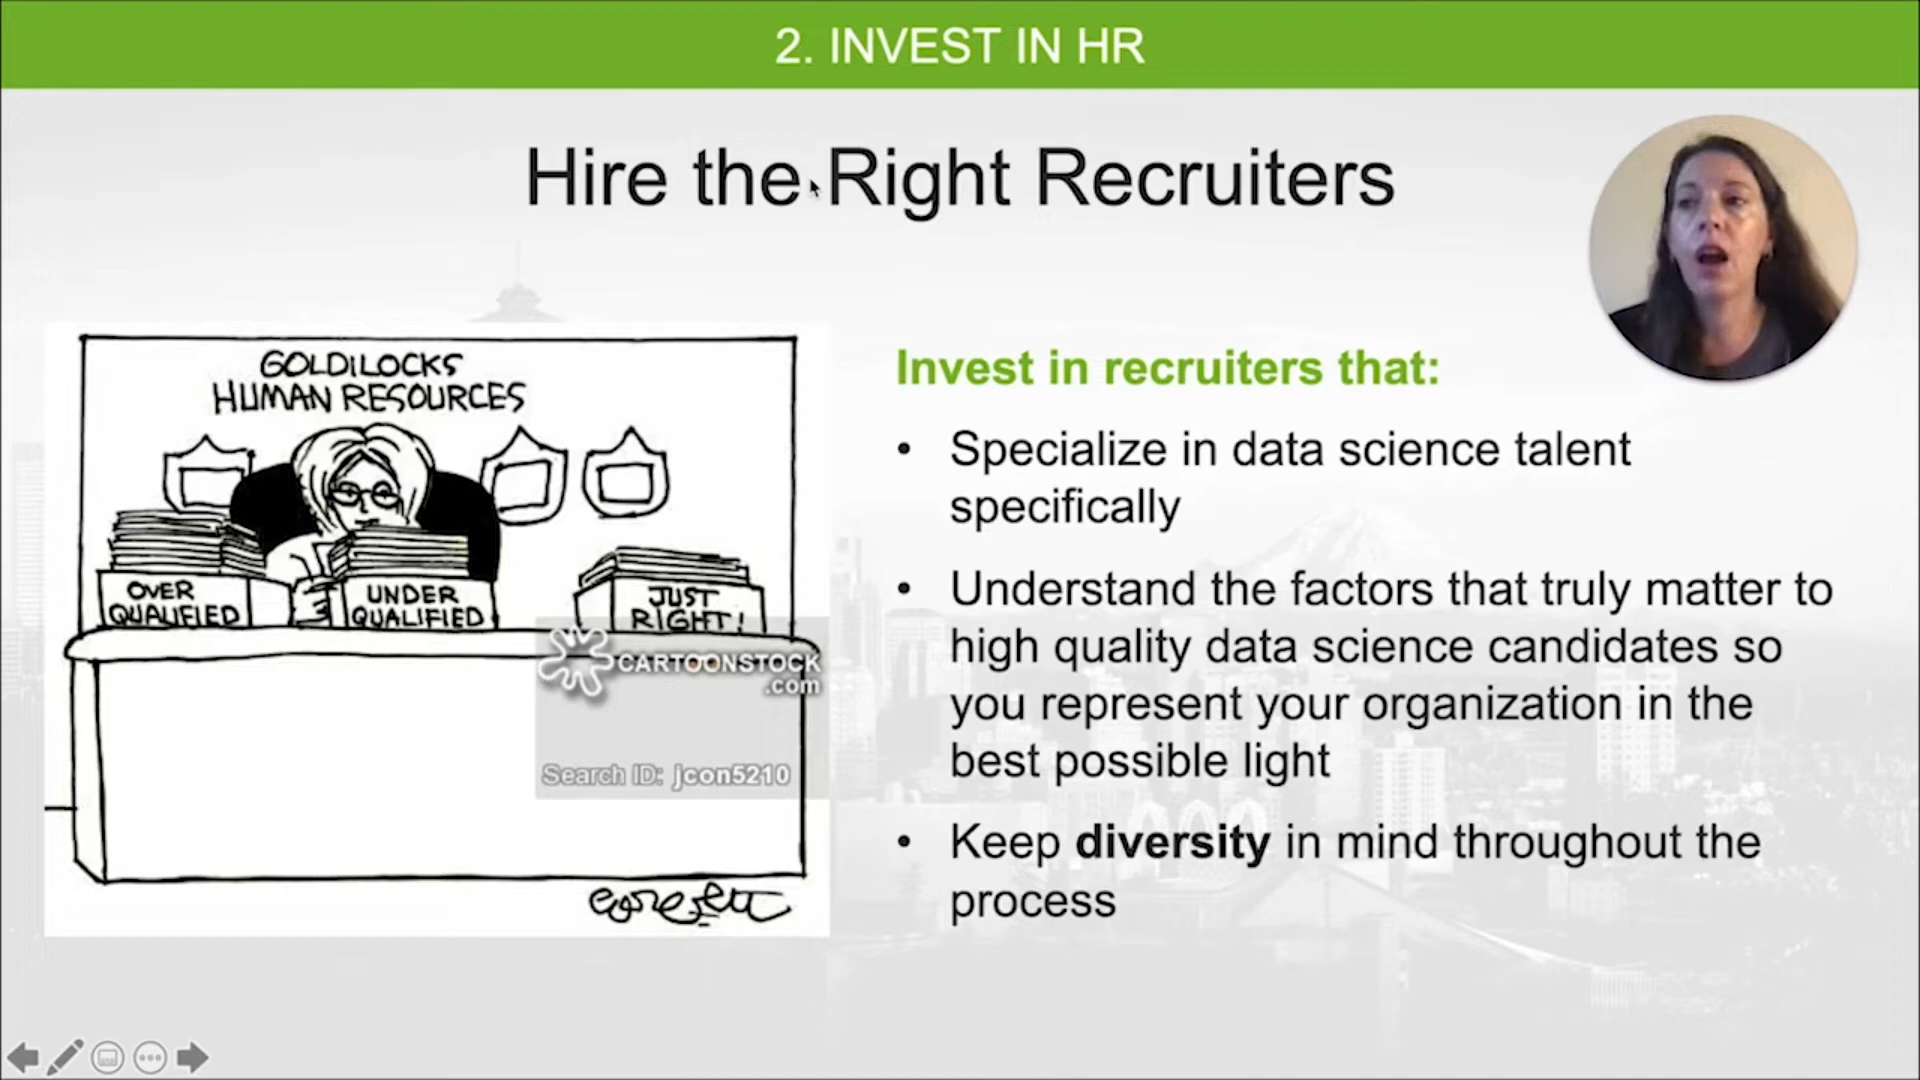 2. INVEST IN HR
Hire the Right Recruiters
GOLDILOCKS
HUMAN RESOURCES
OVER
QUALIFIED
UNDER
QUALIFIED
JUST
RIGHT!
CARTOONSTOCK
.com
Search ID: jcon5210
Invest in recruiters that:
• Specialize in data science talent
specifically
• Understand the factors that truly matter to
high quality data science candidates so
you represent your organization in the
best possible light
• Keep diversity in mind throughout the
process